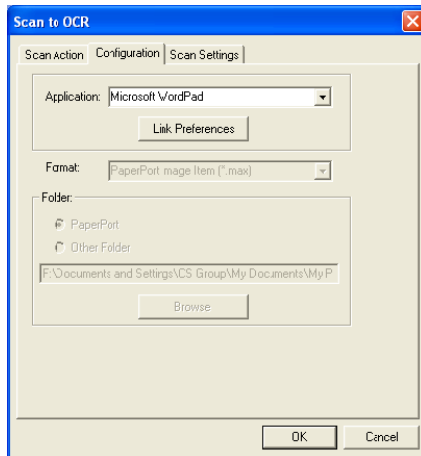 Scan to OCR
Scan Action Configuration Scan Settings
Application: Microsoft WordPad
Link Preferences
Format: PaperPort mage Item (*.max)
Folder:
PaperPort
Other Folder
F:\Documents and Settings\CS Group\My Documents\My P
Browse
OK Cancel